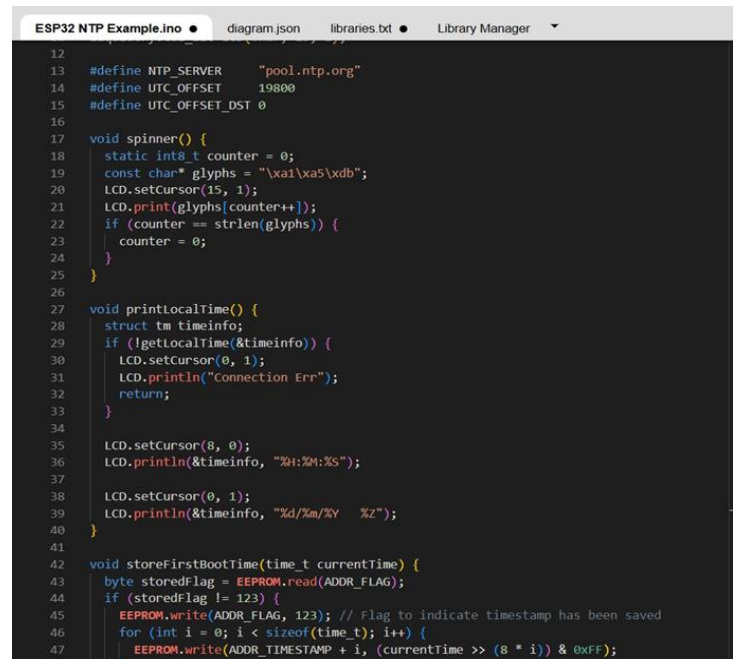 ESP32 NTP Example.ino ● diagram.json libraries.txt ● Library Manager ▼
12
13 #define NTP_SERVER     "pool.ntp.org"
14 #define UTC_OFFSET     19800
15 #define UTC_OFFSET_DST 0
16
17 void spinner() {
18   static int8_t counter = 0;
19   const char* glyphs = "\xa1\xa5\xdb";
20   LCD.setCursor(15, 1);
21   LCD.print(glyphs[counter++]);
22   if (counter == strlen(glyphs)) {
23     counter = 0;
24   }
25 }
26
27 void printLocalTime() {
28   struct tm timeinfo;
29   if (!getLocalTime(&timeinfo)) {
30     LCD.setCursor(0, 1);
31     LCD.println("Connection Err");
32     return;
33   }
34
35   LCD.setCursor(8, 0);
36   LCD.println(&timeinfo, "%H:%M:%S");
37
38   LCD.setCursor(0, 1);
39   LCD.println(&timeinfo, "%d/%m/%Y   %Z");
40 }
41
42 void storeFirstBootTime(time_t currentTime) {
43   byte storedFlag = EEPROM.read(ADDR_FLAG);
44   if (storedFlag != 123) {
45     EEPROM.write(ADDR_FLAG, 123); // Flag to indicate timestamp has been saved
46     for (int i = 0; i < sizeof(time_t); i++) {
47       EEPROM.write(ADDR_TIMESTAMP + i, (currentTime >> (8 * i)) & 0xFF);